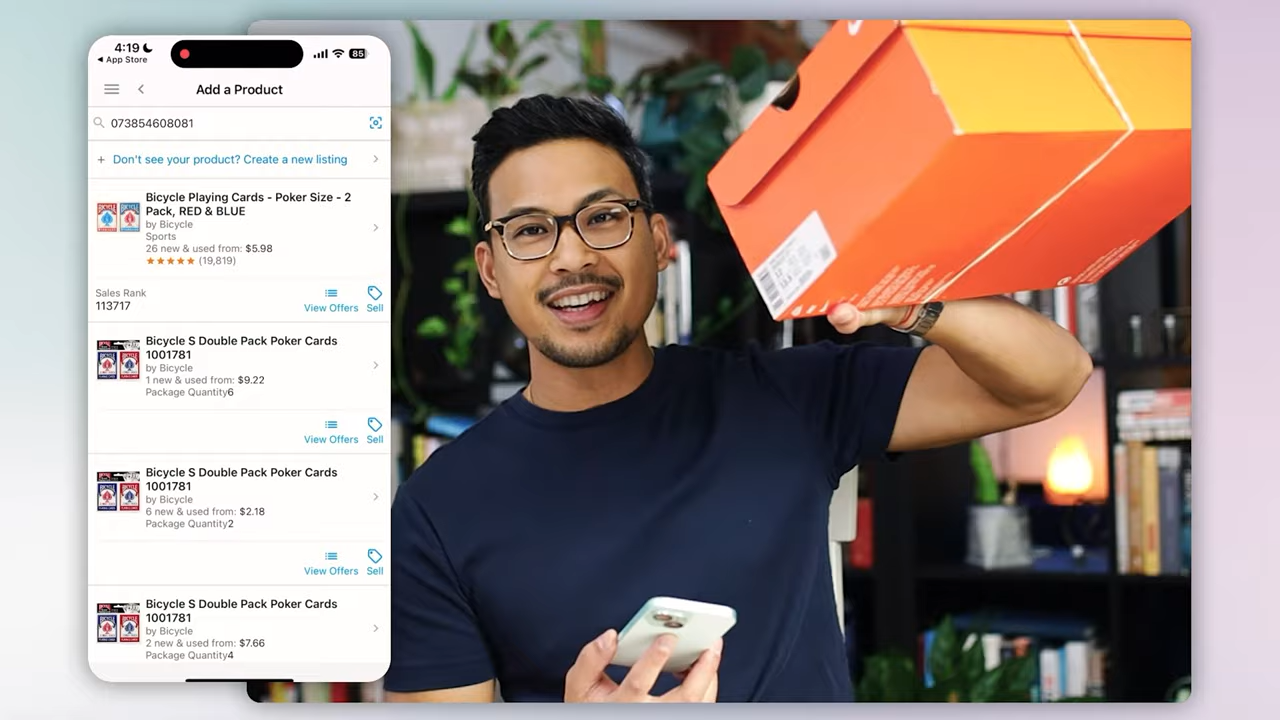 4:19
App Store
85
Add a Product
073854608081
+ Don't see your product? Create a new listing
Bicycle Playing Cards - Poker Size - 2
Pack, RED & BLUE
by Bicycle
Sports
26 new & used from: $5.98
(19,819)
Sales Rank
113717
View Offers
Sell
Bicycle S Double Pack Poker Cards
1001781
by Bicycle
1 new & used from: $9.22
Package Quantity6
View Offers
Sell
Bicycle S Double Pack Poker Cards
1001781
by Bicycle
6 new & used from: $2.18
Package Quantity2
View Offers
Sell
Bicycle S Double Pack Poker Cards
1001781
by Bicycle
2 new & used from: $7.66
Package Quantity4